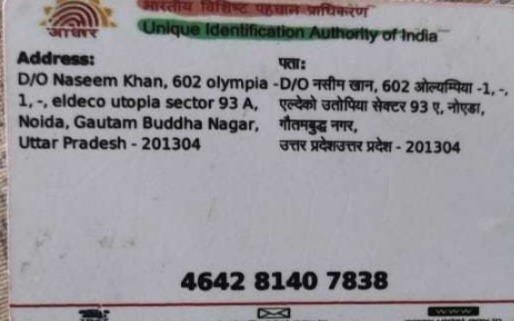 भारतीय विशिष्ट पहचान प्राधिकरण
आधार
Unique Identification Authority of India
Address:
D/O Naseem Khan, 602 olympia -
1, -, eldeco utopia sector 93 A,
Noida, Gautam Buddha Nagar,
Uttar Pradesh - 201304
पता:
D/O नसीम खान, 602 ओल्यम्पिया -1, -,
एल्देको उतोपिया सेक्टर 93 ए, नोएडा,
गौतमबुद्ध नगर,
उत्तर प्रदेशउत्तर प्रदेश - 201304
4642 8140 7838
www